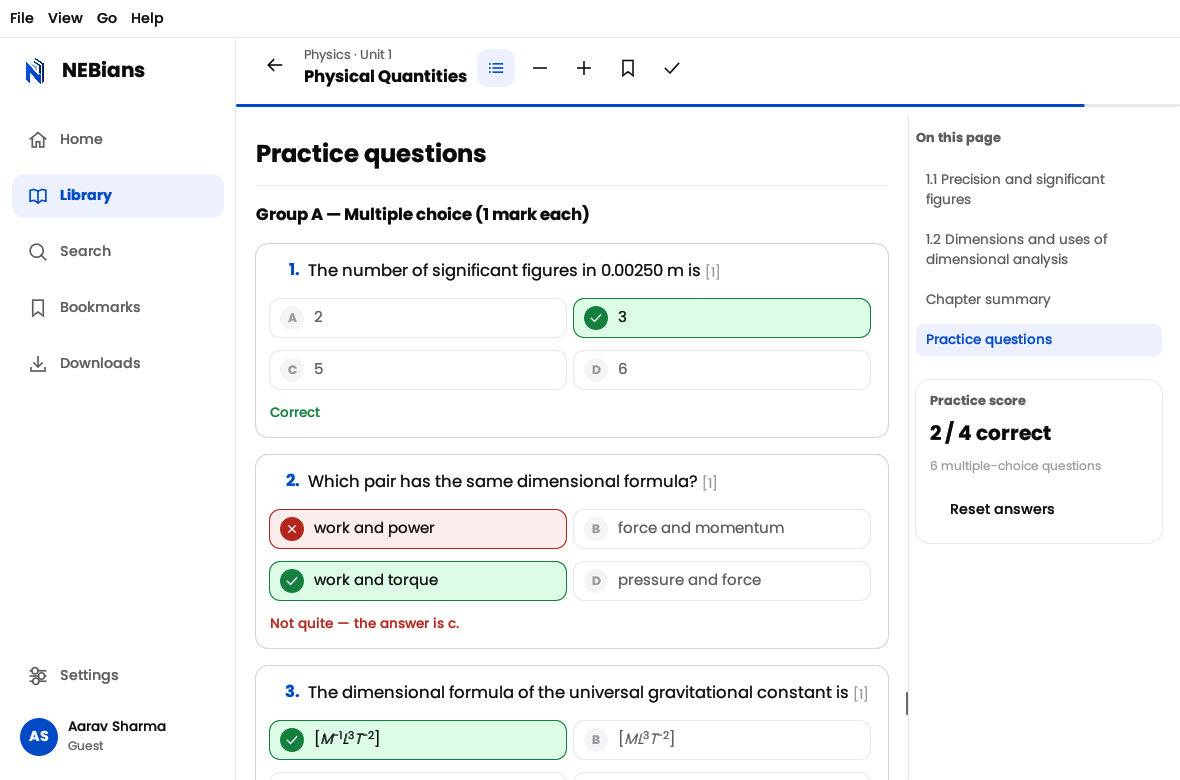 File View Go Help
NEBians
Home
Library
Search
Bookmarks
Downloads
Settings
AS
Aarav Sharma
Guest
Physics · Unit 1
Physical Quantities
Practice questions
Group A — Multiple choice (1 mark each)
1. The number of significant figures in 0.00250 m is [1]
A 2
3
C 5
D 6
Correct
2. Which pair has the same dimensional formula? [1]
work and power
B force and momentum
work and torque
D pressure and force
Not quite — the answer is c.
3. The dimensional formula of the universal gravitational constant is [1]
[M⁻¹L³T⁻²]
B [ML³T⁻²]
On this page
1.1 Precision and significant
figures
1.2 Dimensions and uses of
dimensional analysis
Chapter summary
Practice questions
Practice score
2 / 4 correct
6 multiple-choice questions
Reset answers